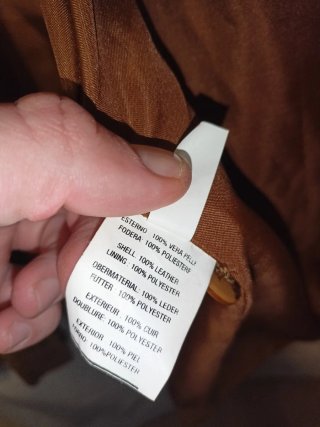 ESTERNO: 100% VERA PELLE
FODERA: 100% POLIESTERE
SHELL: 100% LEATHER
LINING: 100% POLYESTER
OBERMATERIAL: 100% LEDER
FUTTER: 100% POLYESTER
EXTERIEUR: 100% CUIR
DOUBLURE: 100% POLYESTER
EXTERIOR: 100% PIEL
FORRO: 100%POLIESTER